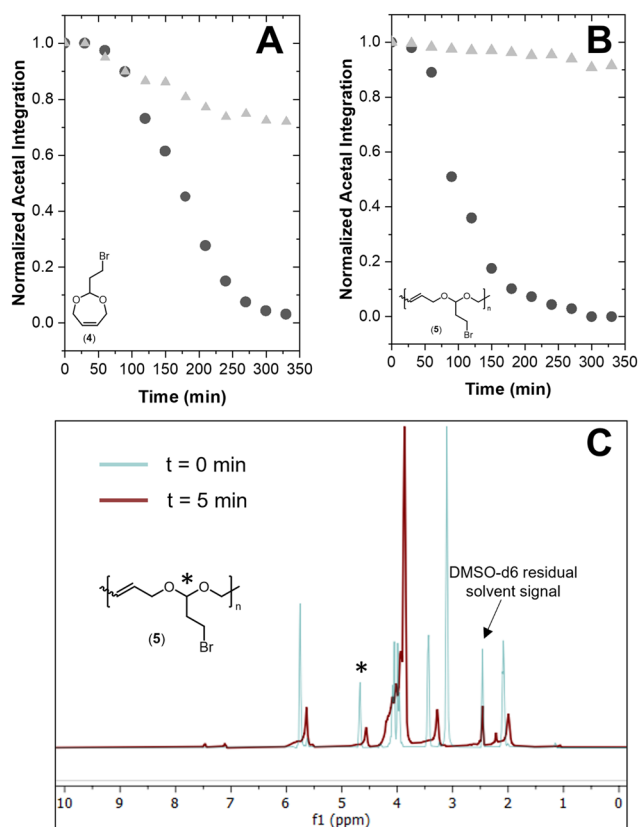 A
Normalized Acetal Integration
1.0
0.8
0.6
0.4
0.2
0.0
Br
O
O
(4)
0
50
100
150
200
250
300
350
Time (min)
B
Normalized Acetal Integration
1.0
0.8
0.6
0.4
0.2
0.0
O
O
n
(5)
Br
0
50
100
150
200
250
300
350
Time (min)
C
t = 0 min
t = 5 min
DMSO-d6 residual
solvent signal
*
O
O
n
(5)
Br
*
10
9
8
7
6
5
4
3
2
1
0
f1 (ppm)